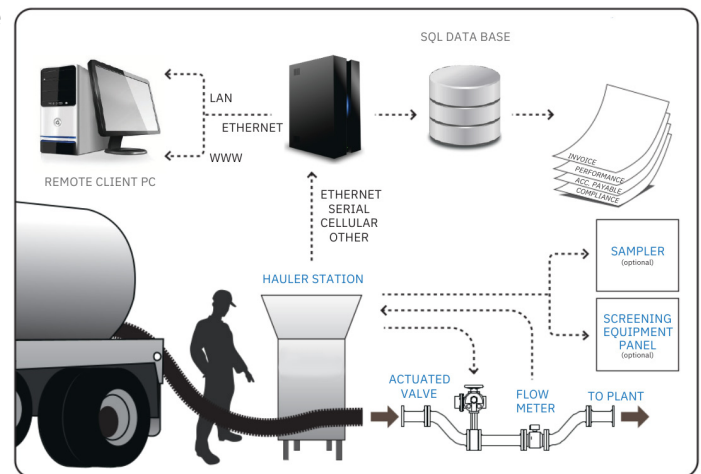 SQL DATA BASE
LAN
ETHERNET
WWW
REMOTE CLIENT PC
INVOICE
PERFORMANCE
ACC. PAYABLE
COMPLIANCE
ETHERNET
SERIAL
CELLULAR
OTHER
HAULER STATION
SAMPLER
(optional)
SCREENING
EQUIPMENT
PANEL
(optional)
ACTUATED
VALVE
FLOW
METER
TO PLANT